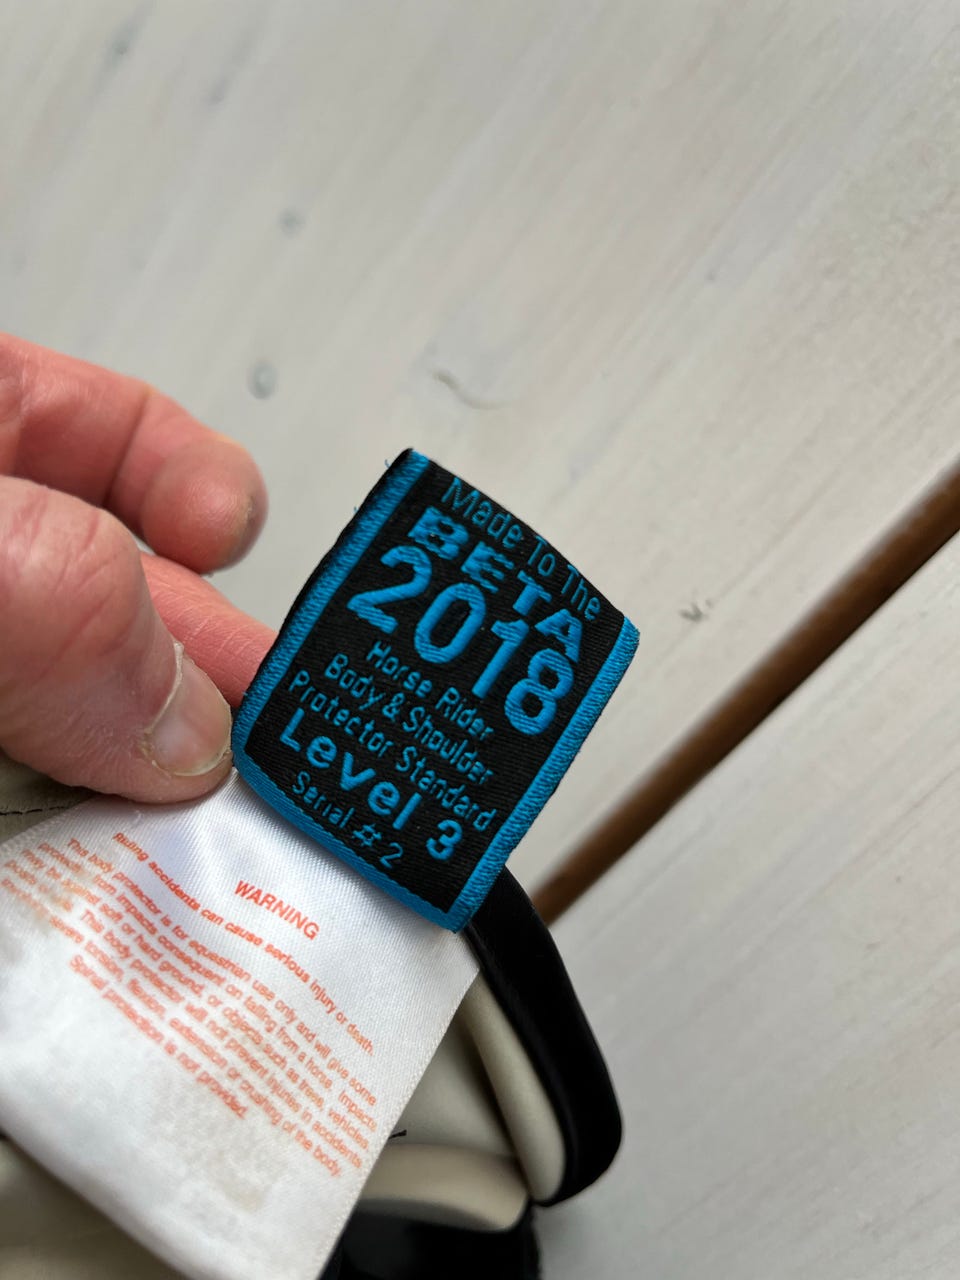 Made To The
BETA
2018
Horse Rider
Body & Shoulder
Protector Standard
Level 3
Serial # 2
WARNING
Riding accidents can cause serious injury or death.
This body protector is for equestrian use only and will give some
protection from impacts consequent on falling from a horse. Impacts
may be against soft or hard ground, or objects such as trees, vehicles,
This body protector will not prevent injuries in accidents
severe torsion, flexion, extension or crushing of the body.
Spinal protection is not provided.